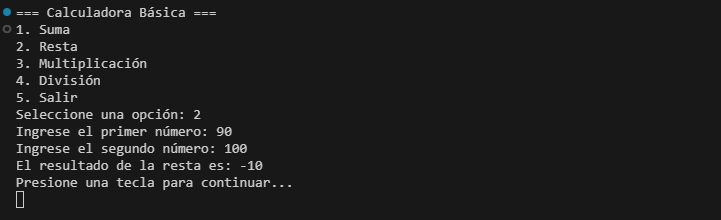 === Calculadora Básica ===
1. Suma
2. Resta
3. Multiplicación
4. División
5. Salir
Seleccione una opción: 2
Ingrese el primer número: 90
Ingrese el segundo número: 100
El resultado de la resta es: -10
Presione una tecla para continuar...